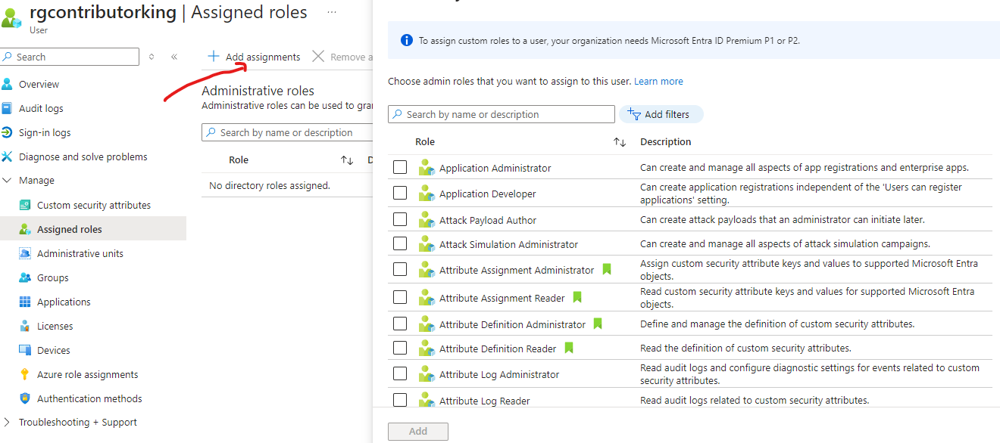 rgcontributorking | Assigned roles ...
User
Search
Overview
Audit logs
Sign-in logs
Diagnose and solve problems
Manage
Custom security attributes
Assigned roles
Administrative units
Groups
Applications
Licenses
Devices
Azure role assignments
Authentication methods
Troubleshooting + Support
Add assignments
Remove a
Administrative roles
Administrative roles can be used to gra
Search by name or description
Role
D
No directory roles assigned.
To assign custom roles to a user, your organization needs Microsoft Entra ID Premium P1 or P2.
Choose admin roles that you want to assign to this user. Learn more
Search by name or description
Add filters
Role Description
Application Administrator Can create and manage all aspects of app registrations and enterprise apps.
Application Developer Can create application registrations independent of the 'Users can register
applications' setting.
Attack Payload Author Can create attack payloads that an administrator can initiate later.
Attack Simulation Administrator Can create and manage all aspects of attack simulation campaigns.
Attribute Assignment Administrator Assign custom security attribute keys and values to supported Microsoft Entra
objects.
Attribute Assignment Reader Read custom security attribute keys and values for supported Microsoft Entra
objects.
Attribute Definition Administrator Define and manage the definition of custom security attributes.
Attribute Definition Reader Read the definition of custom security attributes.
Attribute Log Administrator Read audit logs and configure diagnostic settings for events related to custom
security attributes.
Attribute Log Reader Read audit logs related to custom security attributes.
Add